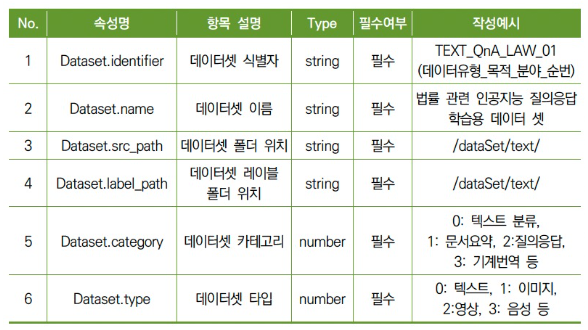 No. 속성명 항목 설명 Type 필수여부 작성예시
1 Dataset.identifier 데이터셋 식별자 string 필수 TEXT_QnA_LAW_01
(데이터유형_목적_분야_순번)
2 Dataset.name 데이터셋 이름 string 필수 법률 관련 인공지능 질의응답
학습용 데이터 셋
3 Dataset.src_path 데이터셋 폴더 위치 string 필수 /dataSet/text/
4 Dataset.label_path 데이터셋 레이블
폴더 위치 string 필수 /dataSet/text/
5 Dataset.category 데이터셋 카테고리 number 필수 0: 텍스트 분류,
1: 문서요약, 2:질의응답,
3: 기계번역 등
6 Dataset.type 데이터셋 타입 number 필수 0: 텍스트, 1: 이미지,
2:영상, 3: 음성 등